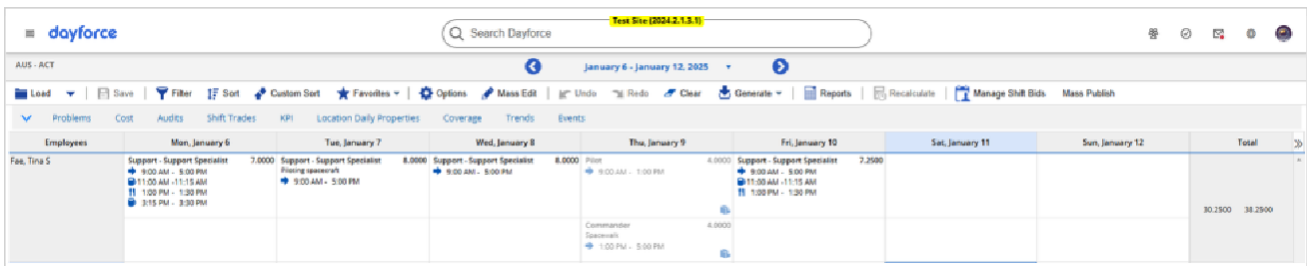 Test Site (2024.2.1.3.1)
dayforce
Search Dayforce
AUS - ACT
January 6 - January 12, 2025
Load Save Filter Sort Custom Sort Favorites Options Mass Edit Undo Redo Clear Generate Reports Recalculate Manage Shift Bids Mass Publish
Problems Cost Audits Shift Trades KPI Location Daily Properties Coverage Trends Events
Employees Mon, January 6 Tue, January 7 Wed, January 8 Thu, January 9 Fri, January 10 Sat, January 11 Sun, January 12 Total
Fae, Tina S
Support - Support Specialist 7.0000
9:00 AM - 5:00 PM
11:00 AM - 11:15 AM
1:00 PM - 1:30 PM
3:15 PM - 3:30 PM
Support - Support Specialist 8.0000
Piloting spacecraft
9:00 AM - 5:00 PM
Support - Support Specialist 8.0000
9:00 AM - 5:00 PM
Pilot 4.0000
9:00 AM - 1:00 PM
Commander 4.0000
Spacewalk
1:00 PM - 5:00 PM
Support - Support Specialist 7.2500
9:00 AM - 5:00 PM
11:00 AM - 11:15 AM
1:00 PM - 1:30 PM
30.2500 38.2500